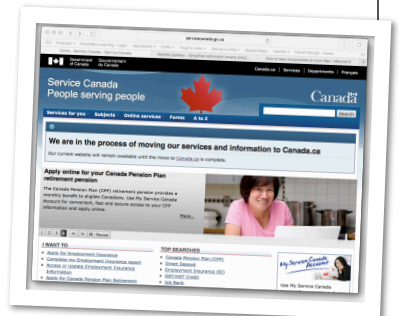 servicecanada.gc.ca
Government of Canada
Gouvernement du Canada
Canada.ca | Services | Departments | Français
Service Canada
People serving people
Canada
Search
Services for you Subjects Online services Forms A to Z
We are in the process of moving our services and information to Canada.ca
Our current website will remain available until the move to Canada.ca is complete.
Apply online for your Canada Pension Plan
retirement pension
The Canada Pension Plan (CPP) retirement pension provides a
monthly benefit to eligible Canadians. Use My Service Canada
Account for convenient, fast and secure access to your CPP
information and apply online.
More...
1 2 3 4
I WANT TO
Apply for Employment Insurance
Complete my Employment Insurance report
Access or Update Employment Insurance
Information
Apply for Canada Pension Plan Retirement
TOP SEARCHES
Canada Pension Plan (CPP)
Direct Deposit
Employment Insurance (EI)
GST/HST Credit
Job Bank
My Service Canada
Account
Use My Service Canada